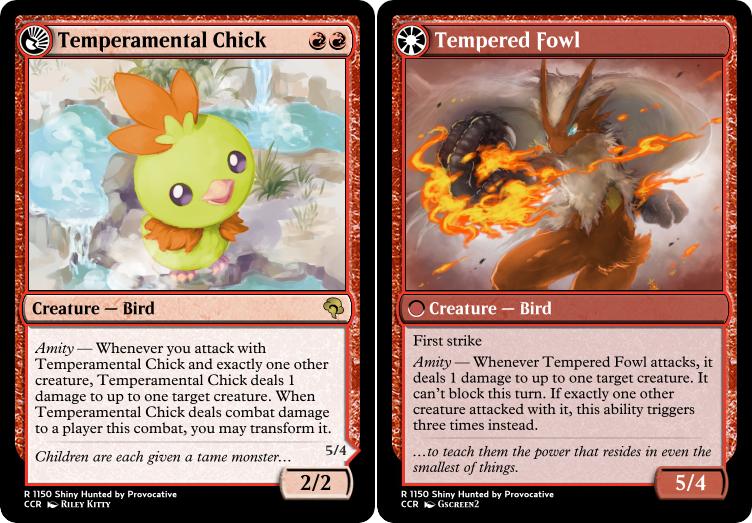 Temperamental Chick
Creature — Bird
Amity — Whenever you attack with
Temperamental Chick and exactly one other
creature, Temperamental Chick deals 1
damage to up to one target creature. When
Temperamental Chick deals combat damage
to a player this combat, you may transform it.
Children are each given a tame monster…
5/4
2/2
R 1150 Shiny Hunted by Provocative
CCR Riley Kitty
Tempered Fowl
Creature — Bird
First strike
Amity — Whenever Tempered Fowl attacks, it
deals 1 damage to up to one target creature. It
can't block this turn. If exactly one other
creature attacked with it, this ability triggers
three times instead.
…to teach them the power that resides in even the
smallest of things.
5/4
R 1150 Shiny Hunted by Provocative
CCR Gscreen2